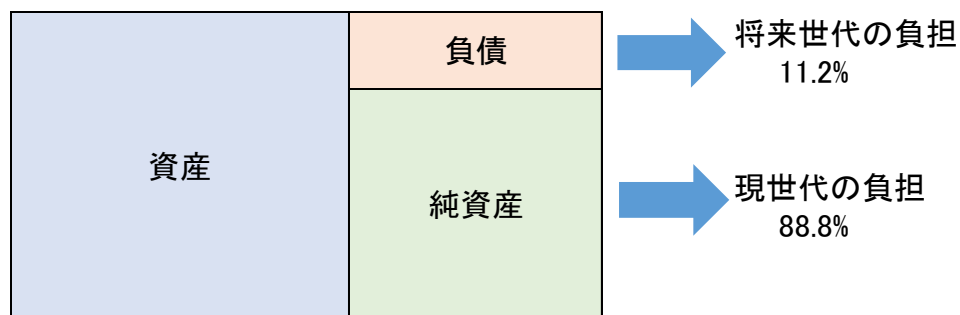 資産
負債
純資産
将来世代の負担
11.2%
現世代の負担
88.8%